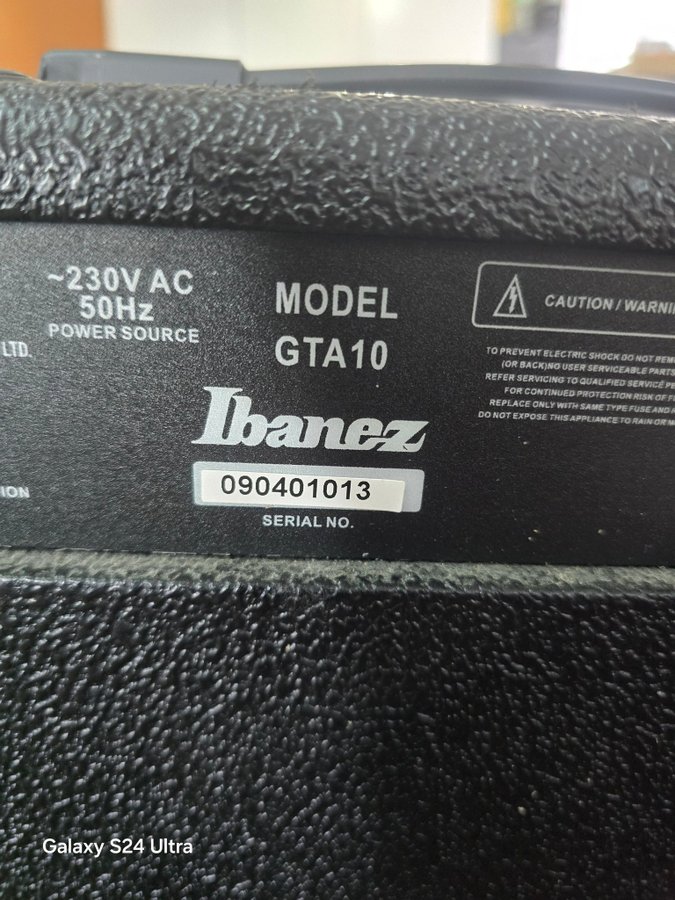 ~230V AC
50Hz
POWER SOURCE
LTD.
ION
MODEL
GTA10
Ibanez
090401013
SERIAL NO.
CAUTION / WARNI
TO PREVENT ELECTRIC SHOCK DO NOT REM
(OR BACK)NO USER SERVICEABLE PARTS
REFER SERVICING TO QUALIFIED SERVICE PE
FOR CONTINUED PROTECTION RISK OF FI
REPLACE ONLY WITH SAME TYPE FUSE AND
DO NOT EXPOSE THIS APPLIANCE TO RAIN OR M
Galaxy S24 Ultra